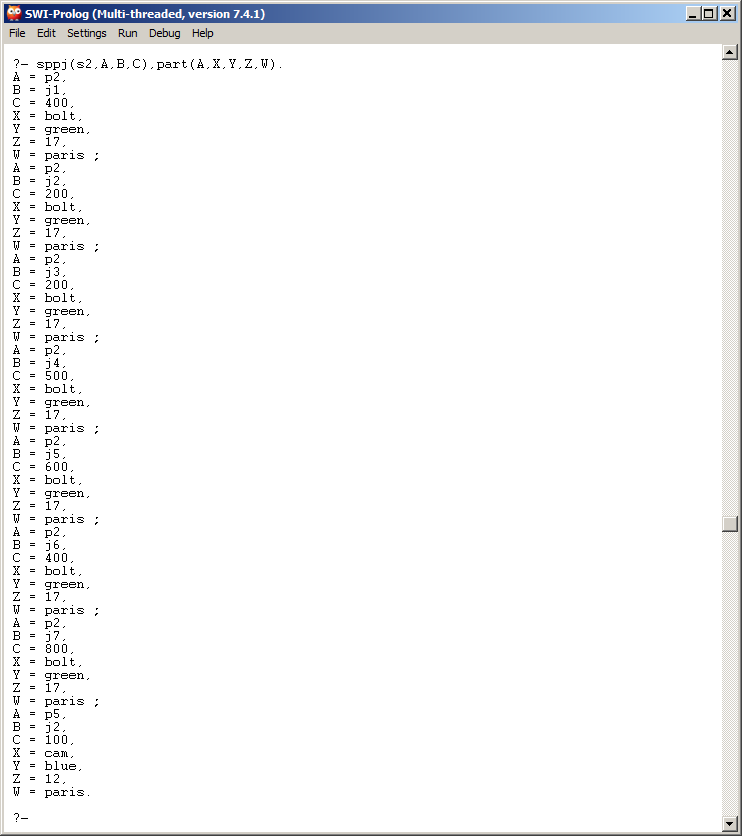 SWI-Prolog (Multi-threaded, version 7.4.1)
File Edit Settings Run Debug Help
?- sppj(s2,A,B,C),part(A,X,Y,Z,W).
A = p2,
B = j1,
C = 400,
X = bolt,
Y = green,
Z = 17,
W = paris ;
A = p2,
B = j2,
C = 200,
X = bolt,
Y = green,
Z = 17,
W = paris ;
A = p2,
B = j3,
C = 200,
X = bolt,
Y = green,
Z = 17,
W = paris ;
A = p2,
B = j4,
C = 500,
X = bolt,
Y = green,
Z = 17,
W = paris ;
A = p2,
B = j5,
C = 600,
X = bolt,
Y = green,
Z = 17,
W = paris ;
A = p2,
B = j6,
C = 400,
X = bolt,
Y = green,
Z = 17,
W = paris ;
A = p2,
B = j7,
C = 800,
X = bolt,
Y = green,
Z = 17,
W = paris ;
A = p5,
B = j2,
C = 100,
X = cam,
Y = blue,
Z = 12,
W = paris.
?-